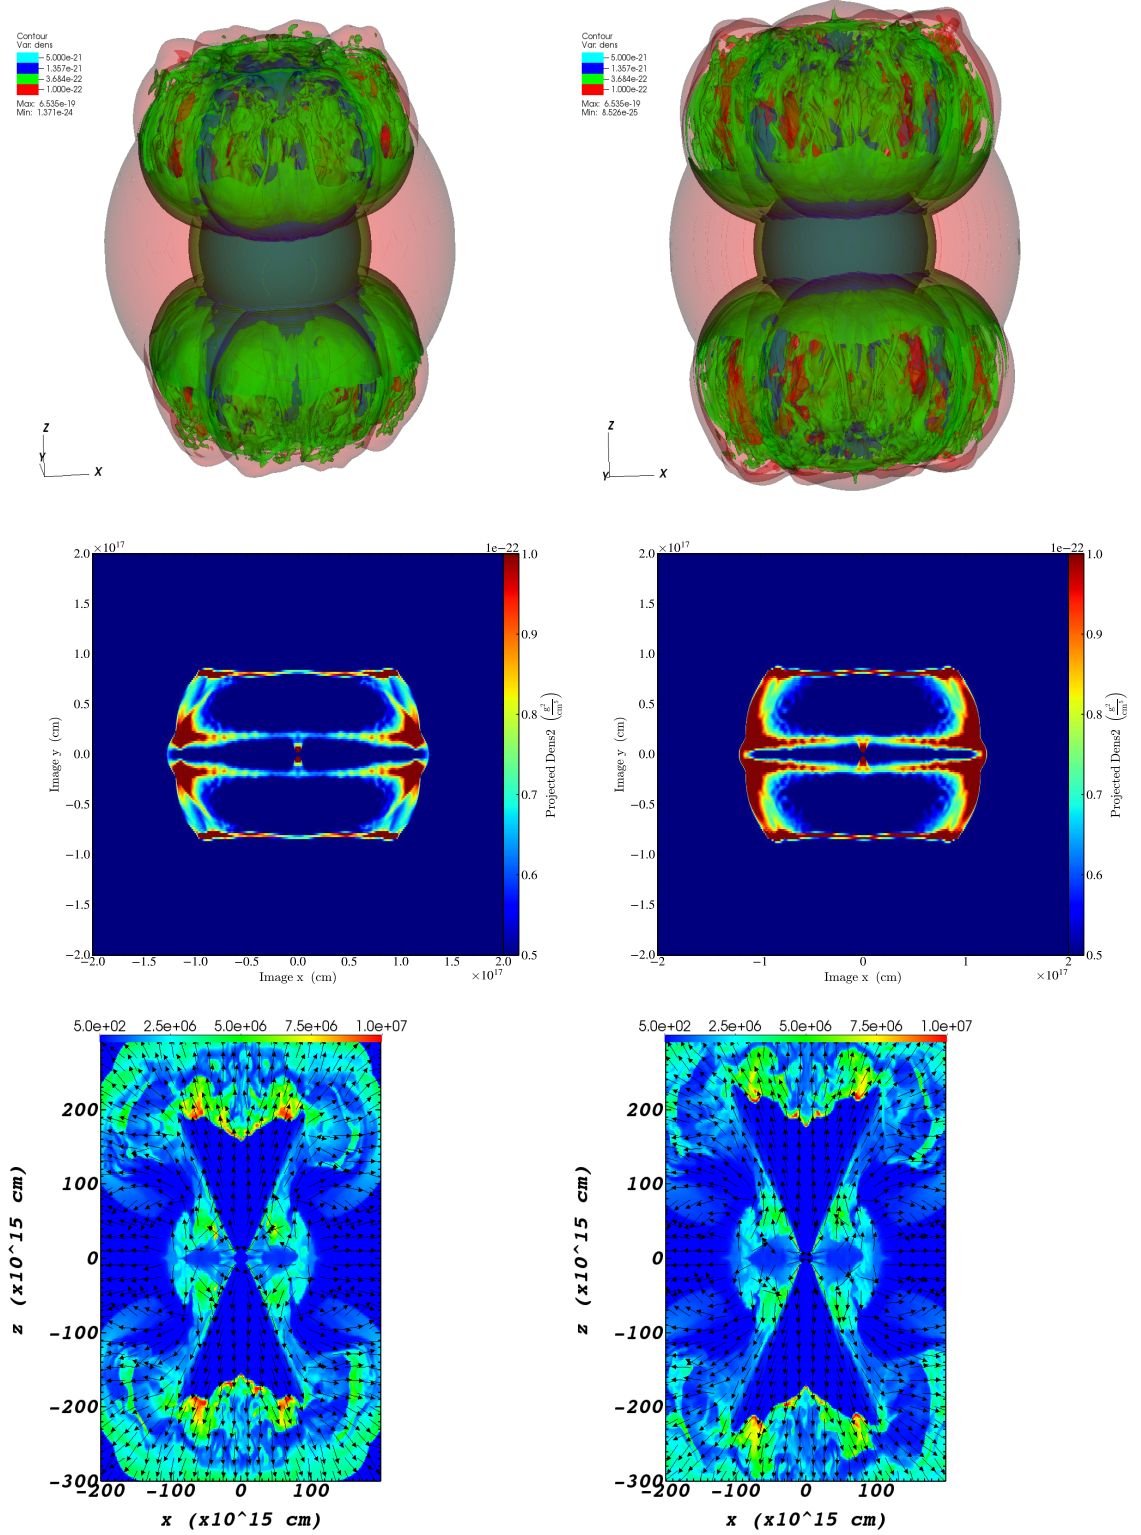 Contour
Var: dens
5.000e-21
1.357e-21
3.684e-22
1.000e-22
Max: 6.535e-19
Min: 1.371e-24
Z
Y
X
Contour
Var: dens
5.000e-21
1.357e-21
3.684e-22
1.000e-22
Max: 6.535e-19
Min: 8.526e-25
Z
Y
X
2.0 ×10¹⁷
1e−22
1.0
1.5
1.0
0.9
0.5
0.0
0.8
−0.5
0.7
−1.0
0.6
−1.5
−2.0
0.5
Image y (cm)
Projected Dens2 (g²/cm⁵)
−2.0 −1.5 −1.0 −0.5 0.0 0.5 1.0 1.5 2.0
Image x (cm)
×10¹⁷
2.0 ×10¹⁷
1e−22
1.0
1.5
1.0
0.9
0.5
0.0
0.8
−0.5
0.7
−1.0
0.6
−1.5
−2.0
0.5
Image y (cm)
Projected Dens2 (g²/cm⁵)
−2 −1 0 1 2
Image x (cm)
×10¹⁷
5.0e+02 2.5e+06 5.0e+06 7.5e+06 1.0e+07
200
100
0
-100
-200
-300
z (x10^15 cm)
-200 -100 0 100
x (x10^15 cm)
5.0e+02 2.5e+06 5.0e+06 7.5e+06 1.0e+07
200
100
0
-100
-200
-300
z (x10^15 cm)
-200 -100 0 100
x (x10^15 cm)